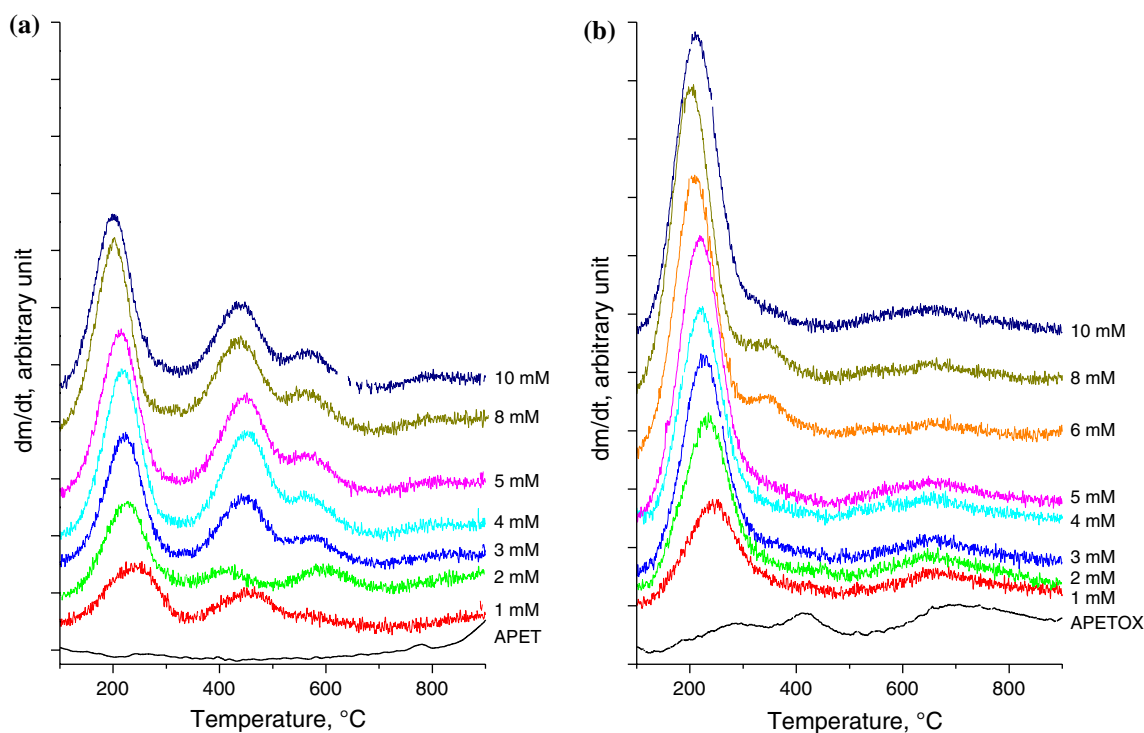 (a)
dm/dt, arbitrary unit
10 mM
8 mM
5 mM
4 mM
3 mM
2 mM
1 mM
APET
200
400
600
800
Temperature, °C
(b)
dm/dt, arbitrary unit
10 mM
8 mM
6 mM
5 mM
4 mM
3 mM
2 mM
1 mM
APETOX
200
400
600
800
Temperature, °C